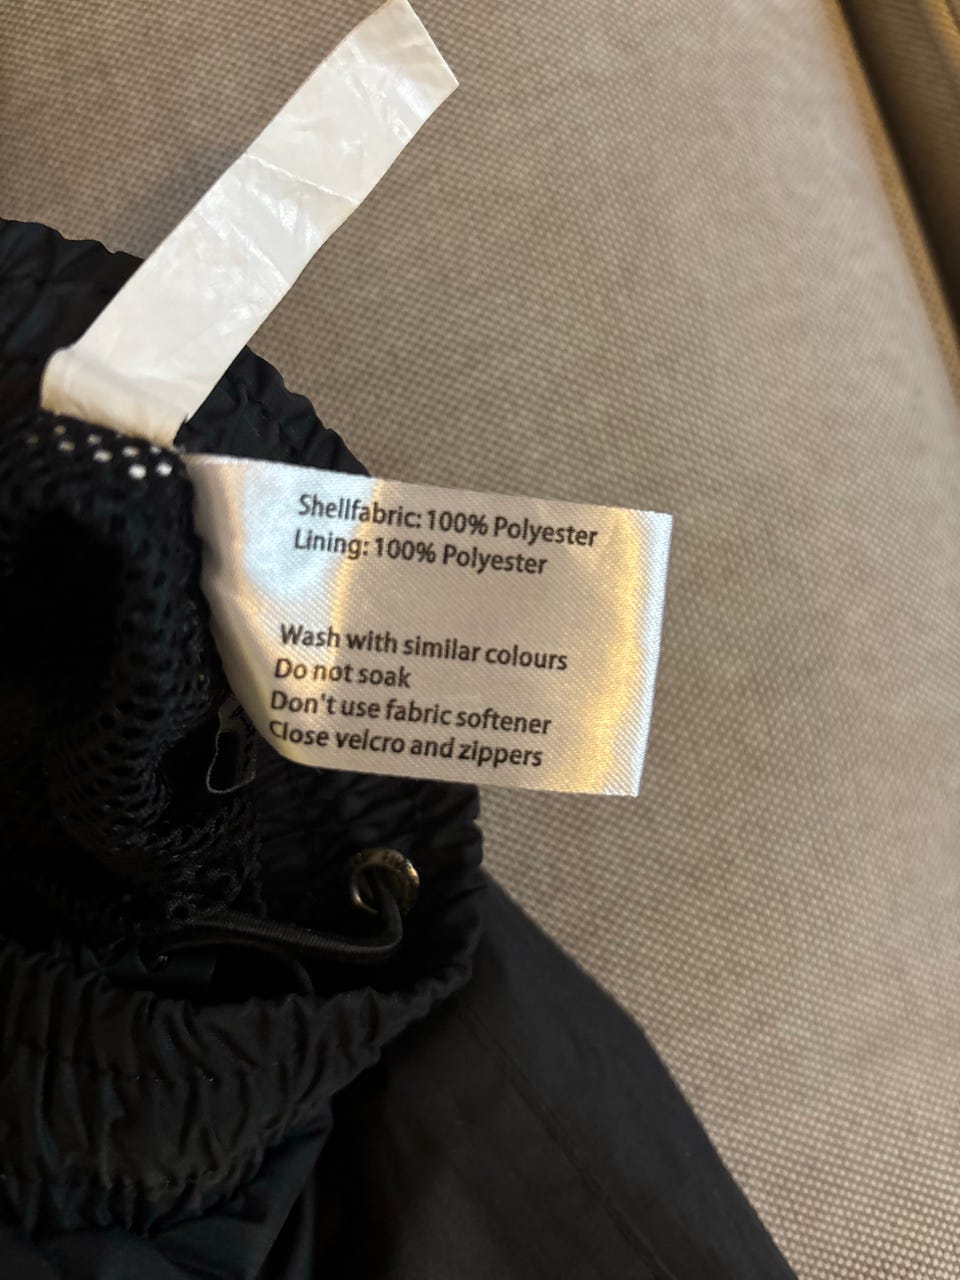 Shellfabric: 100% Polyester
Lining: 100% Polyester
Wash with similar colours
Do not soak
Don't use fabric softener
Close velcro and zippers